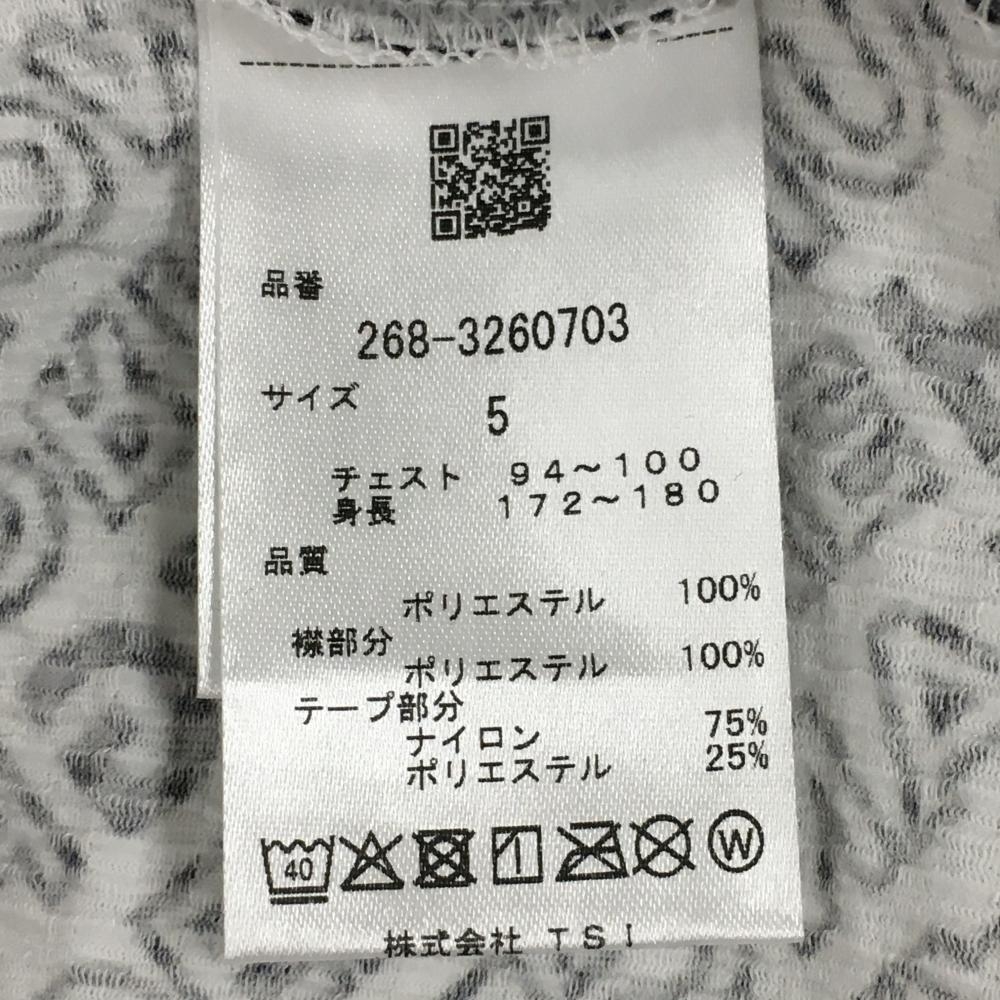 品番
268-3260703
サイズ 5
チェスト 94～100
身長 172～180
品質
ポリエステル 100%
襟部分
ポリエステル 100%
テープ部分
ナイロン 75%
ポリエステル 25%
40 W
株式会社 TSI